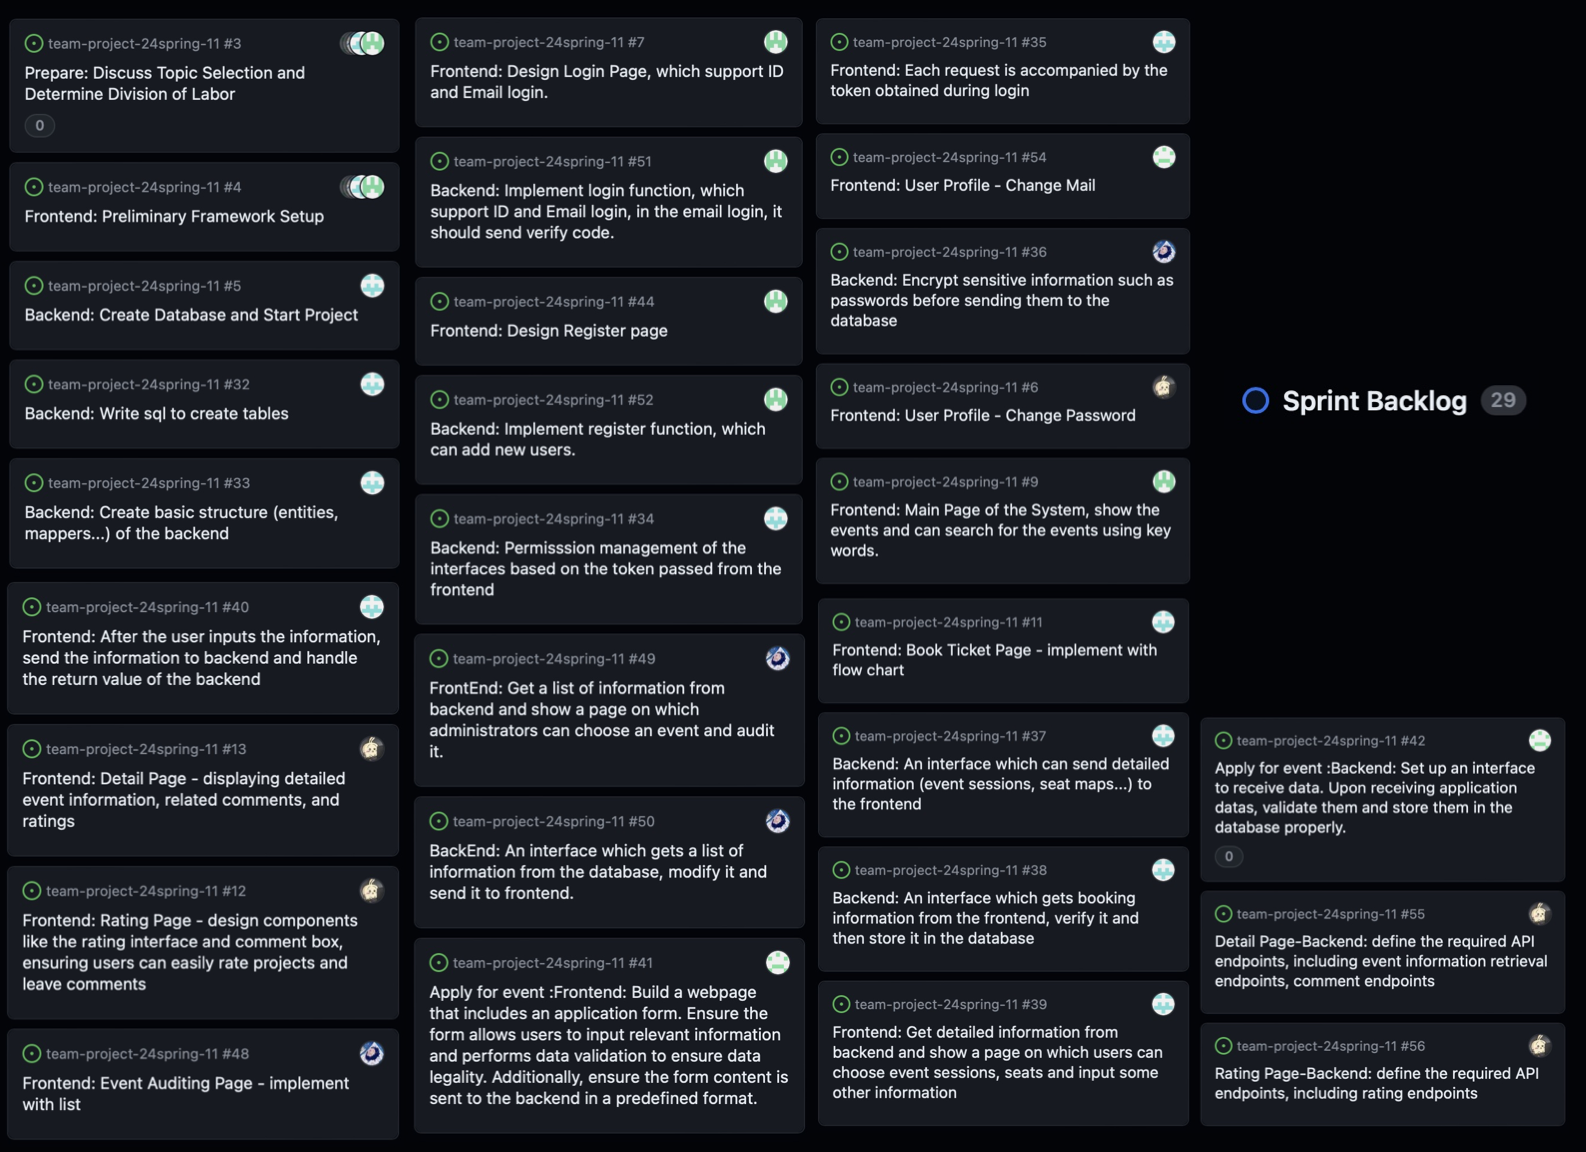 team-project-24spring-11 #3
Prepare: Discuss Topic Selection and
Determine Division of Labor
0
team-project-24spring-11 #4
Frontend: Preliminary Framework Setup
team-project-24spring-11 #5
Backend: Create Database and Start Project
team-project-24spring-11 #32
Backend: Write sql to create tables
team-project-24spring-11 #33
Backend: Create basic structure (entities,
mappers...) of the backend
team-project-24spring-11 #40
Frontend: After the user inputs the information,
send the information to backend and handle
the return value of the backend
team-project-24spring-11 #13
Frontend: Detail Page - displaying detailed
event information, related comments, and
ratings
team-project-24spring-11 #12
Frontend: Rating Page - design components
like the rating interface and comment box,
ensuring users can easily rate projects and
leave comments
team-project-24spring-11 #48
Frontend: Event Auditing Page - implement
with list
team-project-24spring-11 #7
Frontend: Design Login Page, which support ID
and Email login.
team-project-24spring-11 #51
Backend: Implement login function, which
support ID and Email login, in the email login, it
should send verify code.
team-project-24spring-11 #44
Frontend: Design Register page
team-project-24spring-11 #52
Backend: Implement register function, which
can add new users.
team-project-24spring-11 #34
Backend: Permisssion management of the
interfaces based on the token passed from the
frontend
team-project-24spring-11 #49
FrontEnd: Get a list of information from
backend and show a page on which
administrators can choose an event and audit
it.
team-project-24spring-11 #50
BackEnd: An interface which gets a list of
information from the database, modify it and
send it to frontend.
team-project-24spring-11 #41
Apply for event :Frontend: Build a webpage
that includes an application form. Ensure the
form allows users to input relevant information
and performs data validation to ensure data
legality. Additionally, ensure the form content is
sent to the backend in a predefined format.
team-project-24spring-11 #35
Frontend: Each request is accompanied by the
token obtained during login
team-project-24spring-11 #54
Frontend: User Profile - Change Mail
team-project-24spring-11 #36
Backend: Encrypt sensitive information such as
passwords before sending them to the
database
team-project-24spring-11 #6
Frontend: User Profile - Change Password
team-project-24spring-11 #9
Frontend: Main Page of the System, show the
events and can search for the events using key
words.
team-project-24spring-11 #11
Frontend: Book Ticket Page - implement with
flow chart
team-project-24spring-11 #37
Backend: An interface which can send detailed
information (event sessions, seat maps...) to
the frontend
team-project-24spring-11 #38
Backend: An interface which gets booking
information from the frontend, verify it and
then store it in the database
team-project-24spring-11 #39
Frontend: Get detailed information from
backend and show a page on which users can
choose event sessions, seats and input some
other information
Sprint Backlog 29
team-project-24spring-11 #42
Apply for event :Backend: Set up an interface
to receive data. Upon receiving application
datas, validate them and store them in the
database properly.
0
team-project-24spring-11 #55
Detail Page-Backend: define the required API
endpoints, including event information retrieval
endpoints, comment endpoints
team-project-24spring-11 #56
Rating Page-Backend: define the required API
endpoints, including rating endpoints